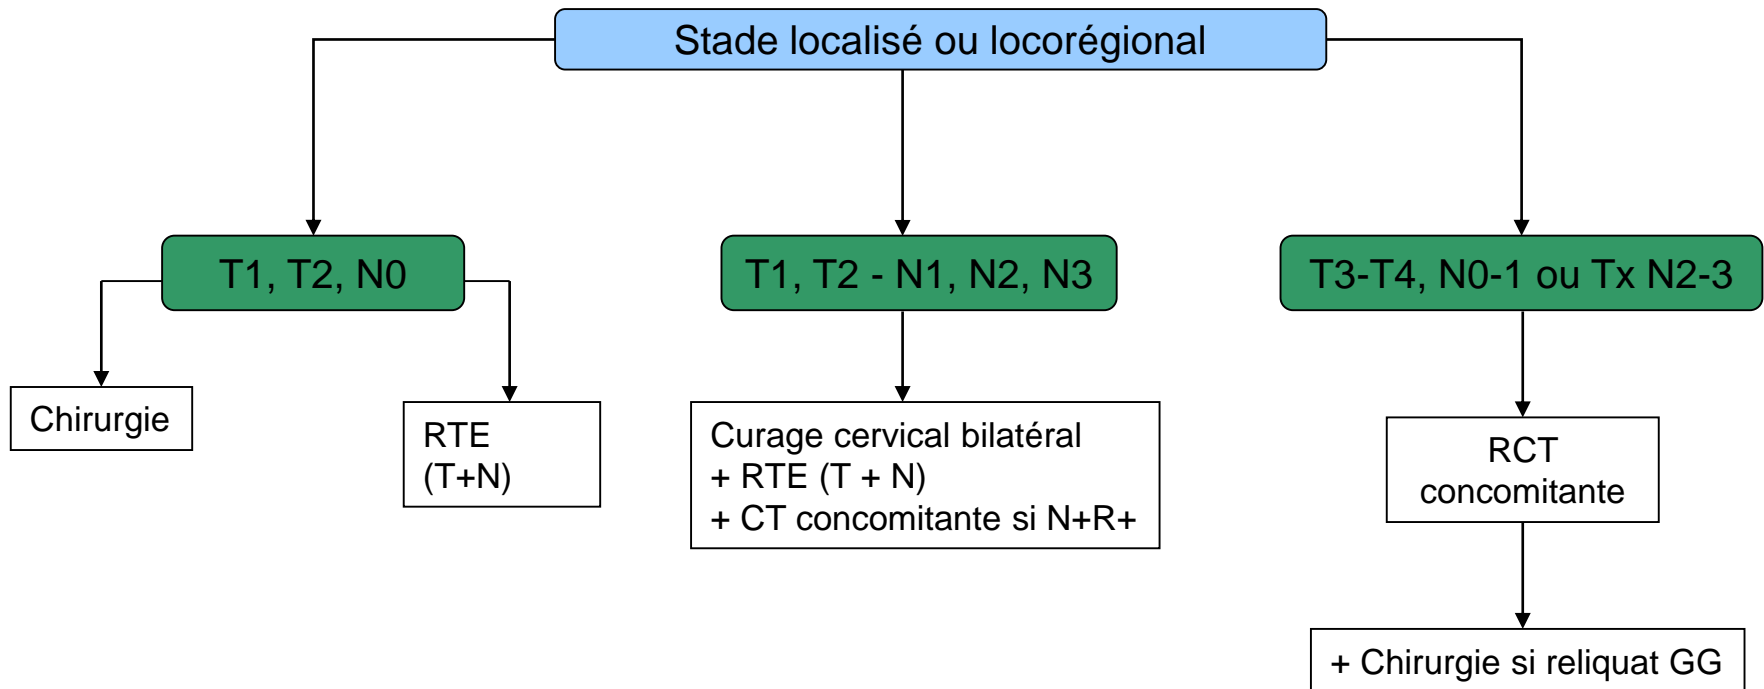 Stade localisé ou locorégional
T1, T2, N0
T1, T2 - N1, N2, N3
T3-T4, N0-1 ou Tx N2-3
Chirurgie
RTE
(T+N)
Curage cervical bilatéral
+ RTE (T + N)
+ CT concomitante si N+R+
RCT
concomitante
+ Chirurgie si reliquat GG